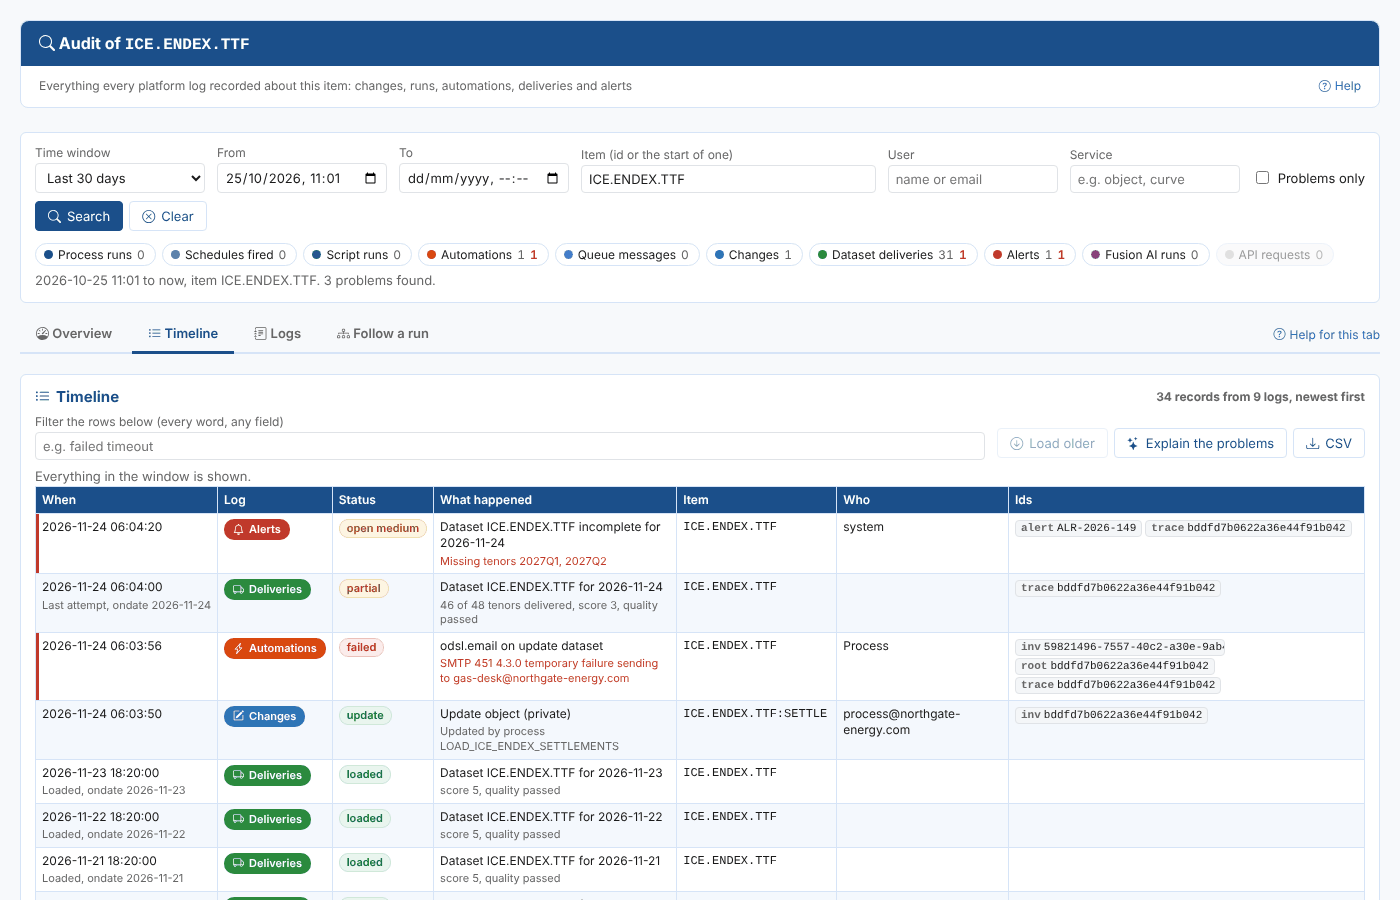 Audit of ICE.ENDEX.TTF
Everything every platform log recorded about this item: changes, runs, automations, deliveries and alerts
Help
Time window
From
To
Item (id or the start of one)
User
Service
Last 30 days
25/10/2026, 11:01
dd/mm/yyyy, --:--
ICE.ENDEX.TTF
name or email
e.g. object, curve
Problems only
Search
Clear
Process runs 0
Schedules fired 0
Script runs 0
Automations 1 1
Queue messages 0
Changes 1
Dataset deliveries 31 1
Alerts 1 1
Fusion AI runs 0
API requests 0
2026-10-25 11:01 to now, item ICE.ENDEX.TTF. 3 problems found.
Overview
Timeline
Logs
Follow a run
Help for this tab
Timeline
34 records from 9 logs, newest first
Filter the rows below (every word, any field)
e.g. failed timeout
Load older
Explain the problems
CSV
Everything in the window is shown.
When
Log
Status
What happened
Item
Who
Ids
2026-11-24 06:04:20
Alerts
open medium
Dataset ICE.ENDEX.TTF incomplete for
2026-11-24
Missing tenors 2027Q1, 2027Q2
ICE.ENDEX.TTF
system
alert ALR-2026-149
trace bddfd7b0622a36e44f91b042
2026-11-24 06:04:00
Last attempt, ondate 2026-11-24
Deliveries
partial
Dataset ICE.ENDEX.TTF for 2026-11-24
46 of 48 tenors delivered, score 3, quality
passed
ICE.ENDEX.TTF
trace bddfd7b0622a36e44f91b042
2026-11-24 06:03:56
Automations
failed
odsl.email on update dataset
SMTP 451 4.3.0 temporary failure sending
to gas-desk@northgate-energy.com
ICE.ENDEX.TTF
Process
inv 59821496-7557-40c2-a30e-9ab
root bddfd7b0622a36e44f91b042
trace bddfd7b0622a36e44f91b042
2026-11-24 06:03:50
Changes
update
Update object (private)
Updated by process
LOAD_ICE_ENDEX_SETTLEMENTS
ICE.ENDEX.TTF:SETTLE
process@northgate-
energy.com
inv bddfd7b0622a36e44f91b042
2026-11-23 18:20:00
Loaded, ondate 2026-11-23
Deliveries
loaded
Dataset ICE.ENDEX.TTF for 2026-11-23
score 5, quality passed
ICE.ENDEX.TTF
2026-11-22 18:20:00
Loaded, ondate 2026-11-22
Deliveries
loaded
Dataset ICE.ENDEX.TTF for 2026-11-22
score 5, quality passed
ICE.ENDEX.TTF
2026-11-21 18:20:00
Loaded, ondate 2026-11-21
Deliveries
loaded
Dataset ICE.ENDEX.TTF for 2026-11-21
score 5, quality passed
ICE.ENDEX.TTF